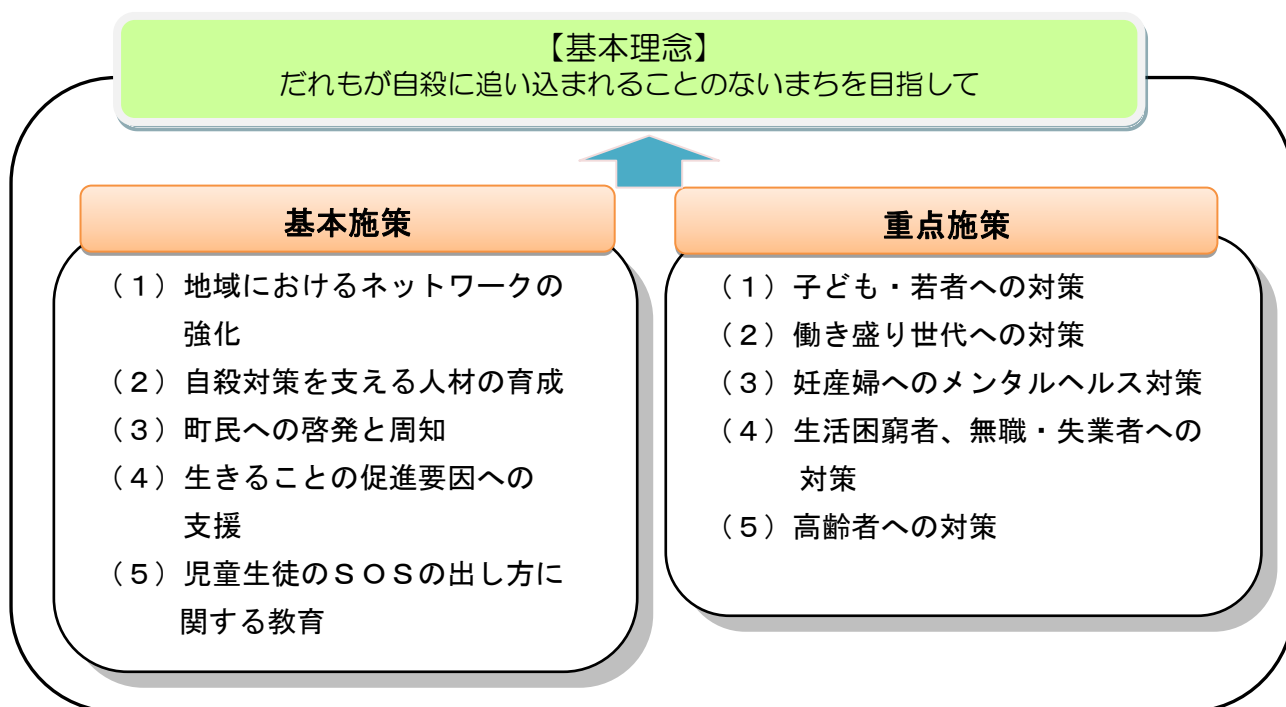 【基本理念】
だれもが自殺に追い込まれることのないまちを目指して
基本施策
（１）地域におけるネットワークの
強化
（２）自殺対策を支える人材の育成
（３）町民への啓発と周知
（４）生きることの促進要因への
支援
（５）児童生徒のＳＯＳの出し方に
関する教育
重点施策
（１）子ども・若者への対策
（２）働き盛り世代への対策
（３）妊産婦へのメンタルヘルス対策
（４）生活困窮者、無職・失業者への
対策
（５）高齢者への対策